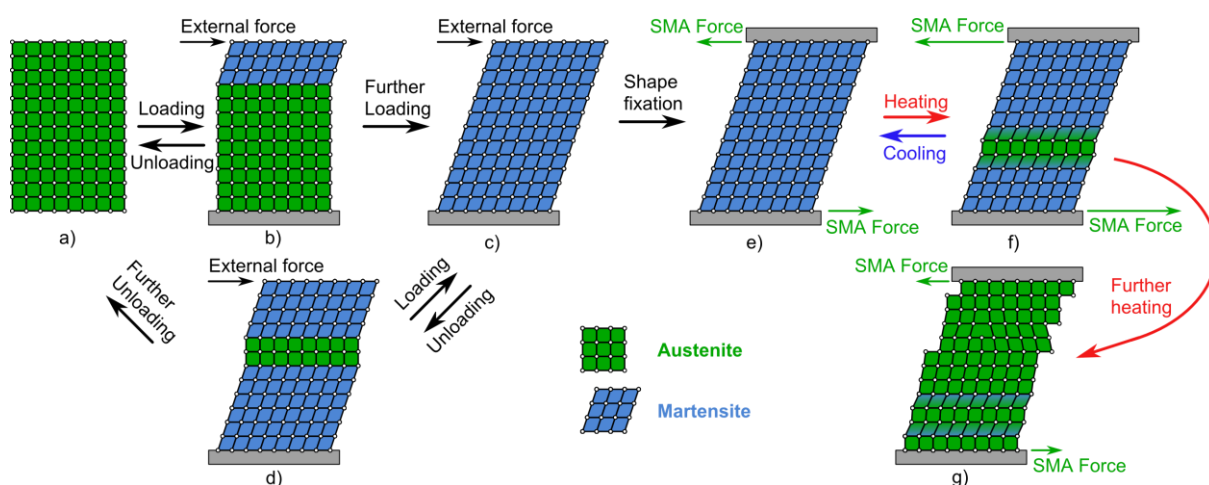 External force
External force
SMA Force
SMA Force
Loading
Unloading
Further
Loading
Shape
fixation
Heating
Cooling
a)
b)
c)
e)
SMA Force
f)
SMA Force
Further
Unloading
External force
Loading
Unloading
d)
Austenite
Martensite
SMA Force
Further
heating
g)
SMA Force